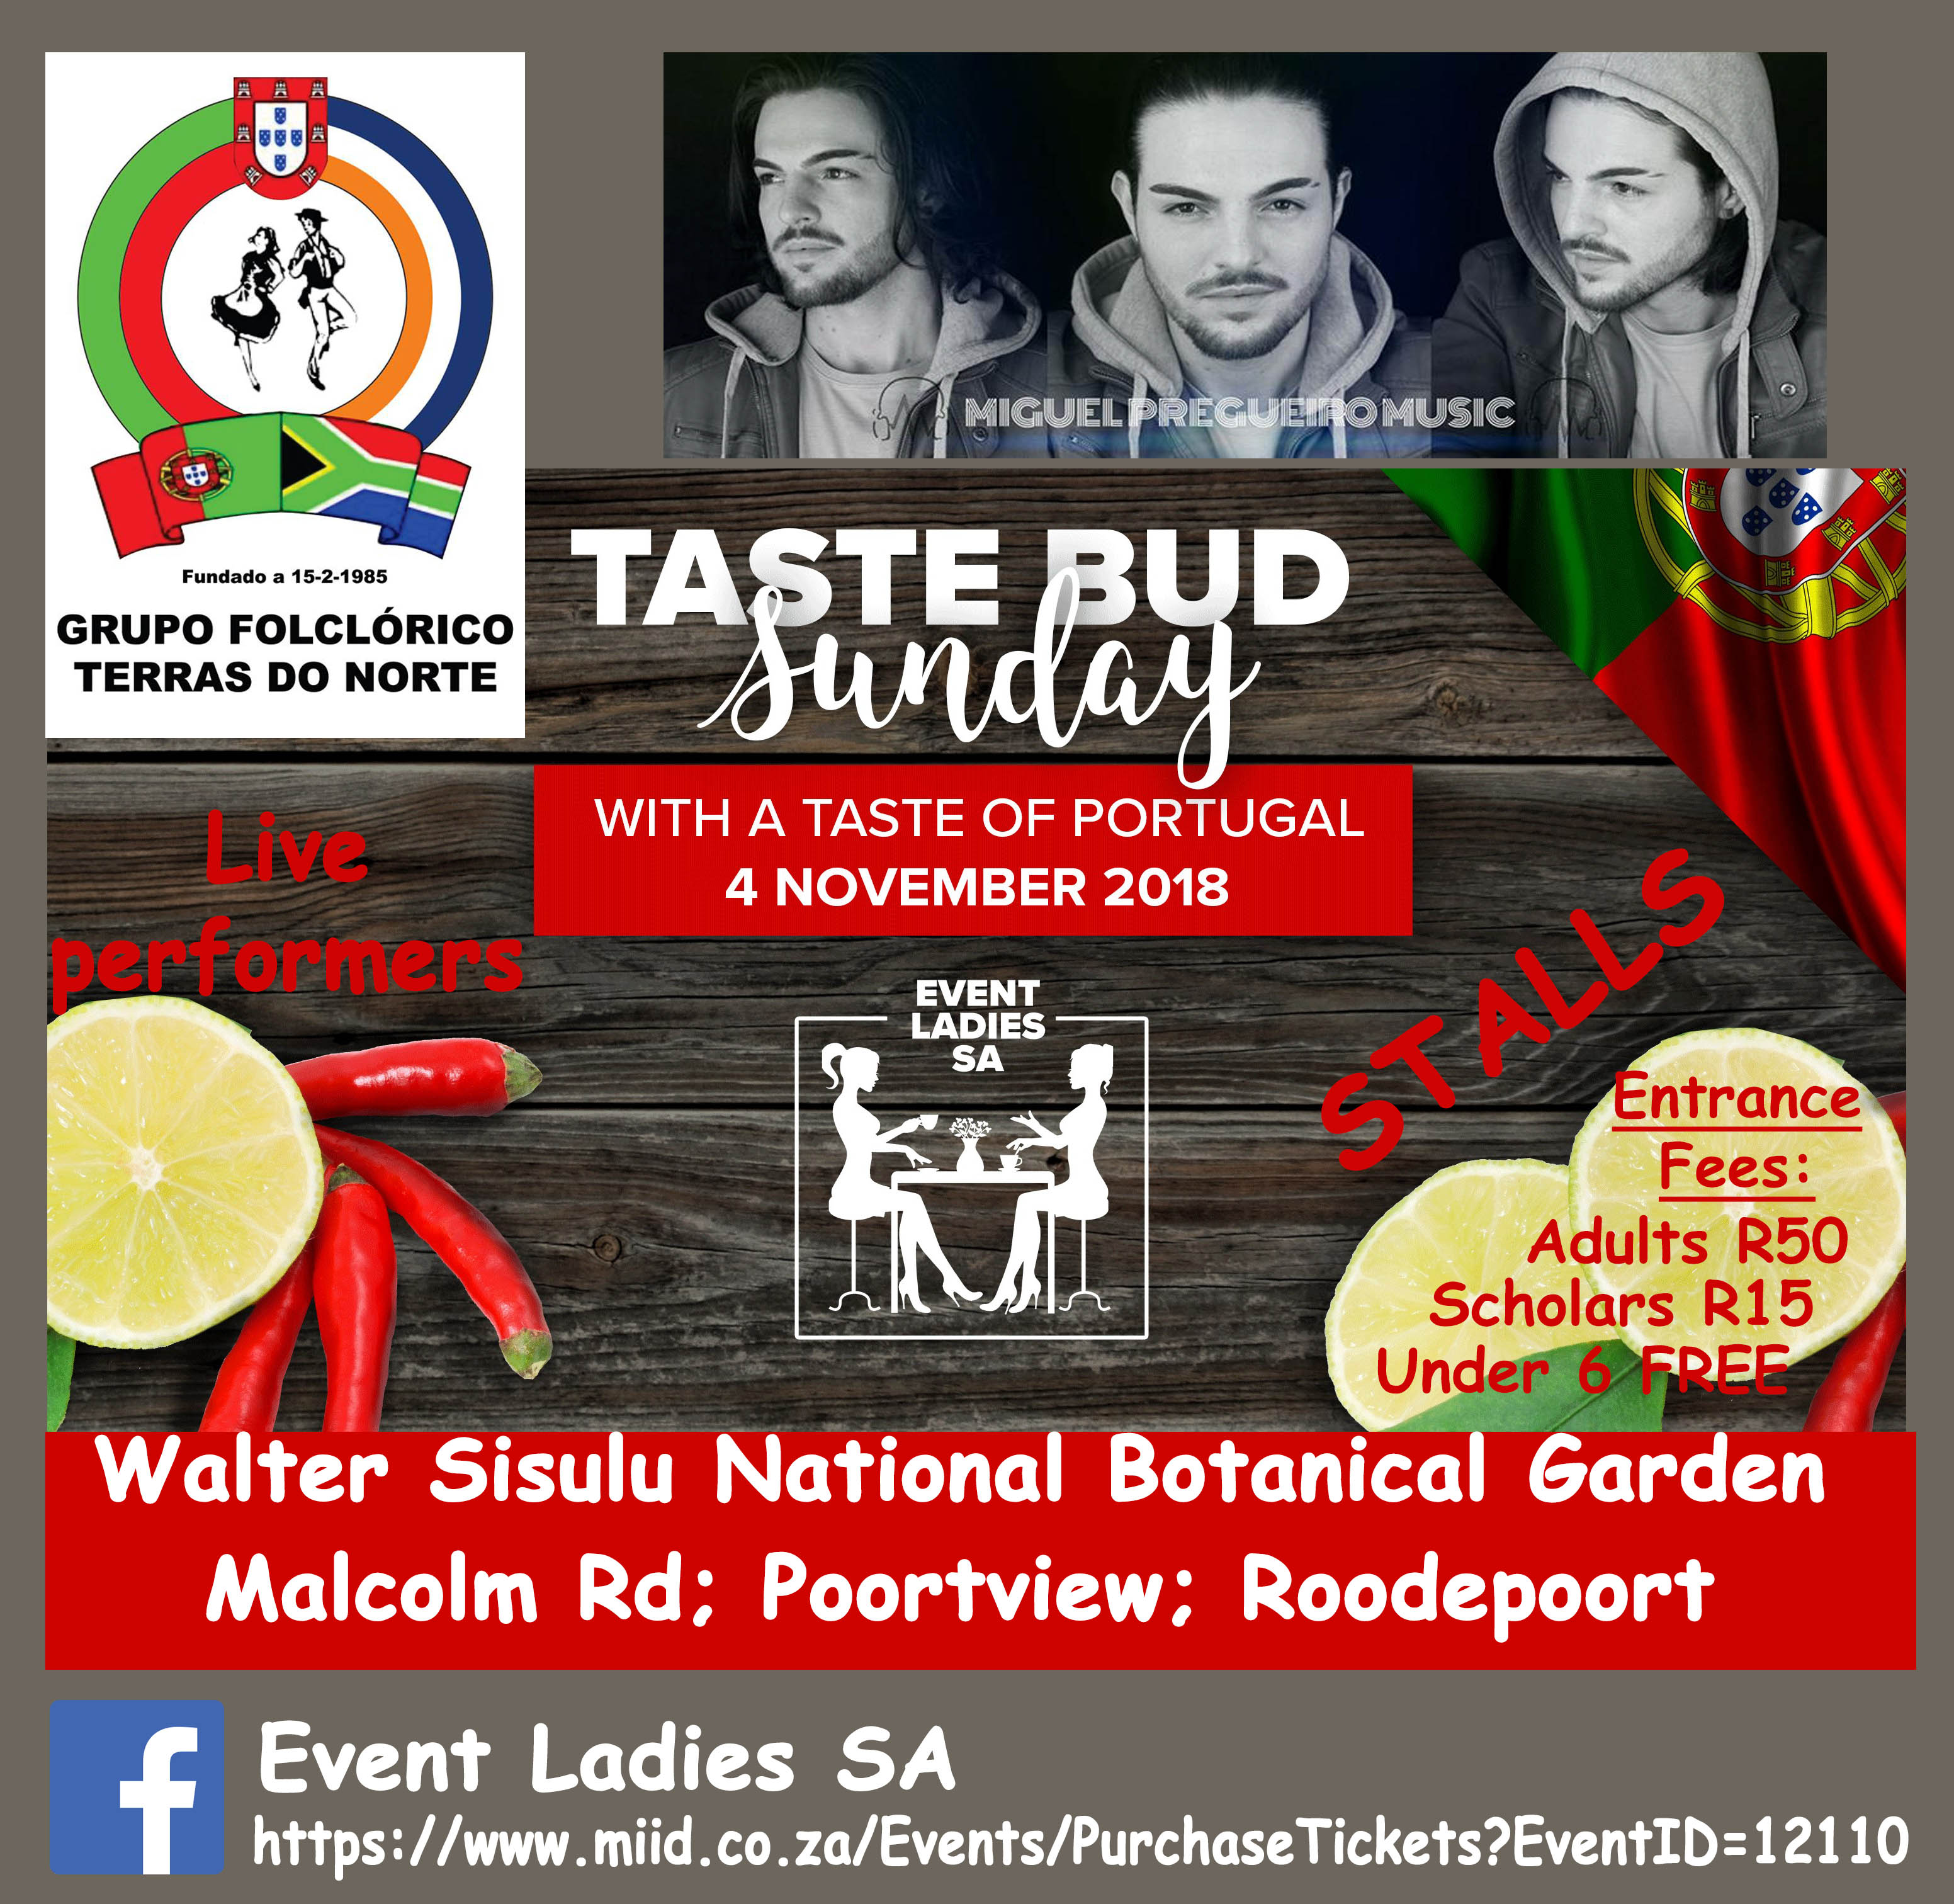 Fundado a 15-2-1985
GRUPO FOLCLÓRICO
TERRAS DO NORTE
MIGUEL PREGUEIRO MUSIC
TASTE BUD
Sunday
WITH A TASTE OF PORTUGAL
4 NOVEMBER 2018
Live
performers
EVENT
LADIES
SA
STALLS
Entrance
Fees:
Adults R50
Scholars R15
Under 6 FREE
Walter Sisulu National Botanical Garden
Malcolm Rd; Poortview; Roodepoort
f
Event Ladies SA
https://www.miid.co.za/Events/PurchaseTickets?EventID=12110